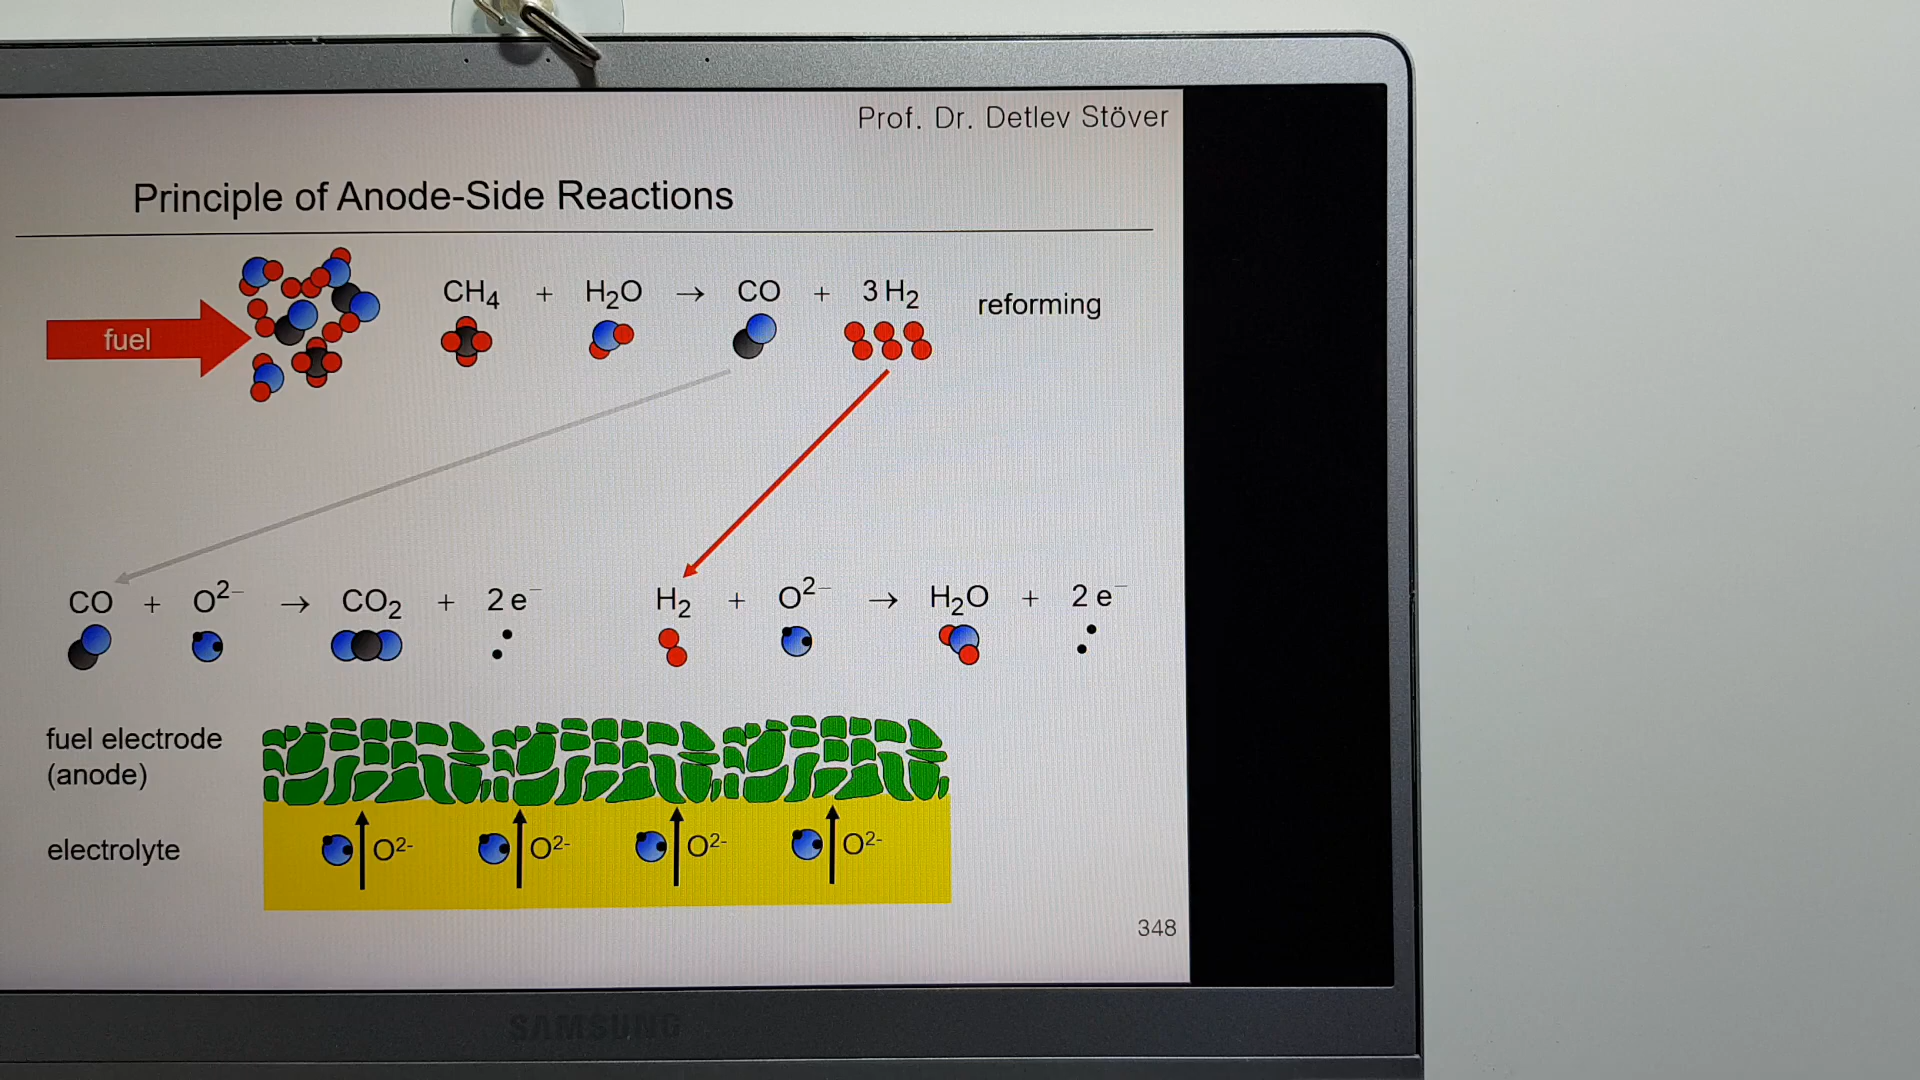 Prof. Dr. Detlev Stöver
Principle of Anode-Side Reactions
fuel
CH₄ + H₂O → CO + 3 H₂
reforming
CO + O²⁻ → CO₂ + 2 e⁻
H₂ + O²⁻ → H₂O + 2 e⁻
fuel electrode
(anode)
electrolyte
O²⁻ O²⁻ O²⁻ O²⁻
348
SAMSUNG